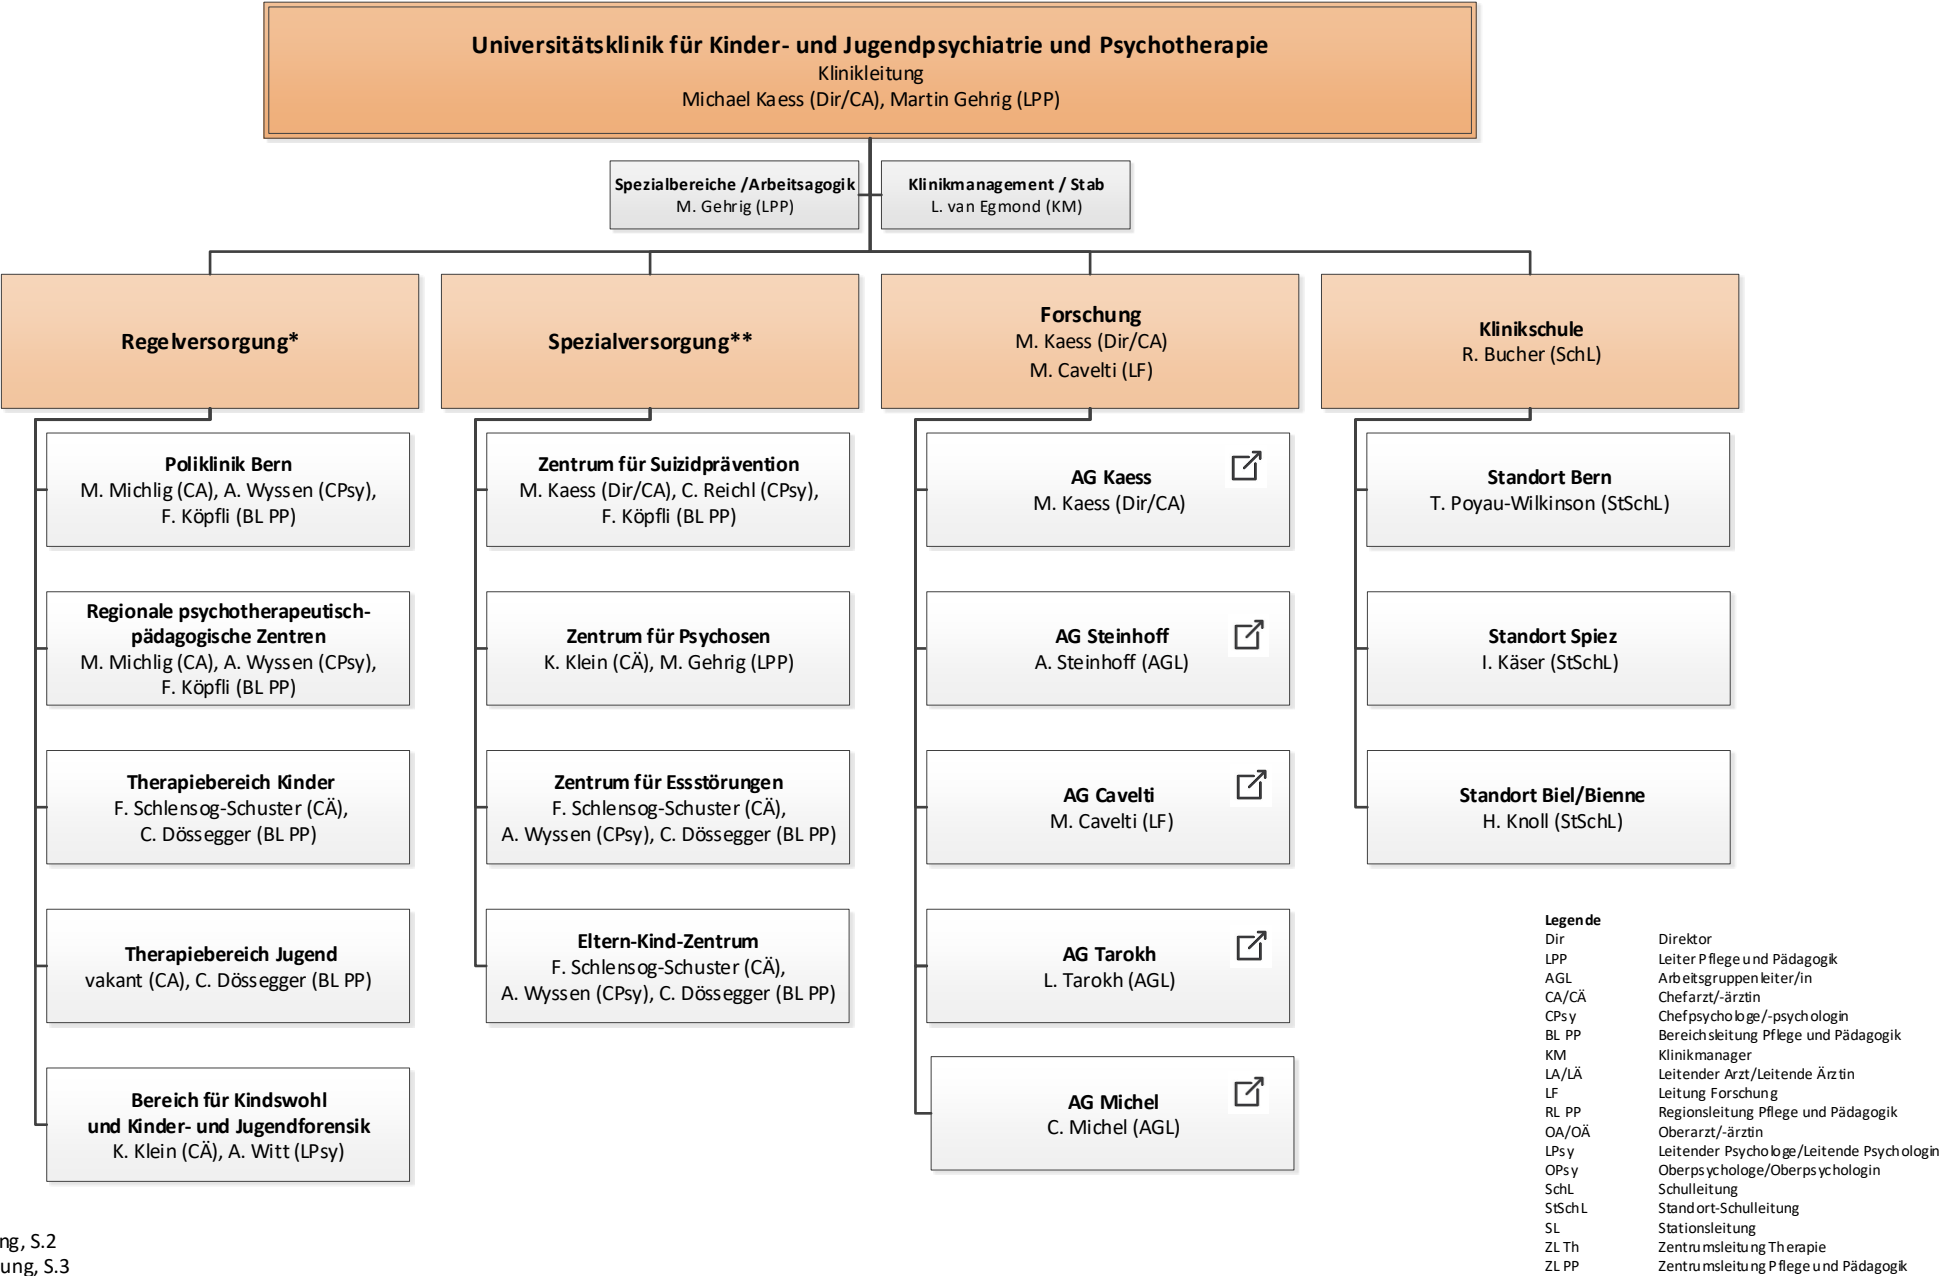 Universitätsklinik für Kinder- und Jugendpsychiatrie und Psychotherapie
Klinikleitung
Michael Kaess (Dir/CA), Martin Gehrig (LPP)
Spezialbereiche /Arbeitsagogik
M. Gehrig (LPP)
Klinikmanagement / Stab
L. van Egmond (KM)
Regelversorgung*
Poliklinik Bern
M. Michlig (CA), A. Wyssen (CPsy),
F. Köpfli (BL PP)
Regionale psychotherapeutisch-
pädagogische Zentren
M. Michlig (CA), A. Wyssen (CPsy),
F. Köpfli (BL PP)
Therapiebereich Kinder
F. Schlensog-Schuster (CÄ),
C. Dössegger (BL PP)
Therapiebereich Jugend
vakant (CA), C. Dössegger (BL PP)
Bereich für Kindswohl
und Kinder- und Jugendforensik
K. Klein (CÄ), A. Witt (LPsy)
Spezialversorgung**
Zentrum für Suizidprävention
M. Kaess (Dir/CA), C. Reichl (CPsy),
F. Köpfli (BL PP)
Zentrum für Psychosen
K. Klein (CÄ), M. Gehrig (LPP)
Zentrum für Essstörungen
F. Schlensog-Schuster (CÄ),
A. Wyssen (CPsy), C. Dössegger (BL PP)
Eltern-Kind-Zentrum
F. Schlensog-Schuster (CÄ),
A. Wyssen (CPsy), C. Dössegger (BL PP)
Forschung
M. Kaess (Dir/CA)
M. Cavelti (LF)
AG Kaess
M. Kaess (Dir/CA)
AG Steinhoff
A. Steinhoff (AGL)
AG Cavelti
M. Cavelti (LF)
AG Tarokh
L. Tarokh (AGL)
AG Michel
C. Michel (AGL)
Klinikschule
R. Bucher (SchL)
Standort Bern
T. Poyau-Wilkinson (StSchL)
Standort Spiez
I. Käser (StSchL)
Standort Biel/Bienne
H. Knoll (StSchL)
Legende
Dir Direktor
LPP Leiter Pflege und Pädagogik
AGL Arbeitsgruppenleiter/in
CA/CÄ Chefarzt/-ärztin
CPsy Chefpsychologe/-psychologin
BL PP Bereichsleitung Pflege und Pädagogik
KM Klinikmanager
LA/LÄ Leitender Arzt/Leitende Ärztin
LF Leitung Forschung
RL PP Regionsleitung Pflege und Pädagogik
OA/OÄ Oberarzt/-ärztin
LPsy Leitender Psychologe/Leitende Psychologin
OPsy Oberpsychologe/Oberpsychologin
SchL Schulleitung
StSchL Standort-Schulleitung
SL Stationsleitung
ZL Th Zentrumsleitung Therapie
ZL PP Zentrumsleitung Pflege und Pädagogik
ng, S.2
ung, S.3